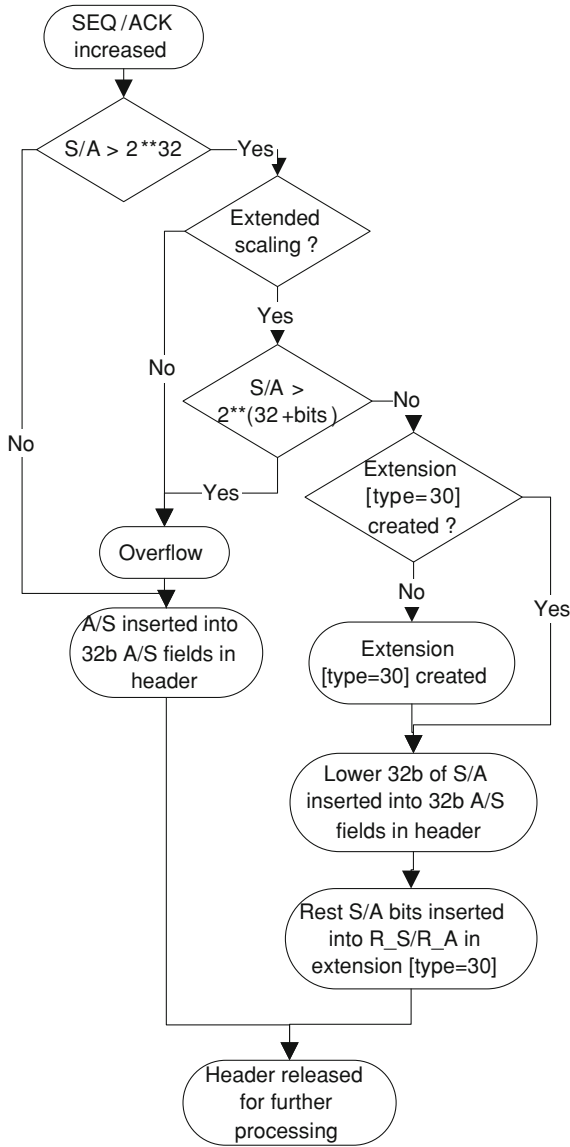 SEQ/ACK
increased
S/A > 2**32
Yes
Extended
scaling ?
Yes
No
S/A >
2**(32+bits)
No
No
Yes
Extension
[type=30]
created ?
Overflow
No
Yes
A/S inserted into
32b A/S fields in
header
Extension
[type=30] created
Lower 32b of S/A
inserted into 32b A/S
fields in header
Rest S/A bits inserted
into R_S/R_A in
extension [type=30]
Header released
for further
processing